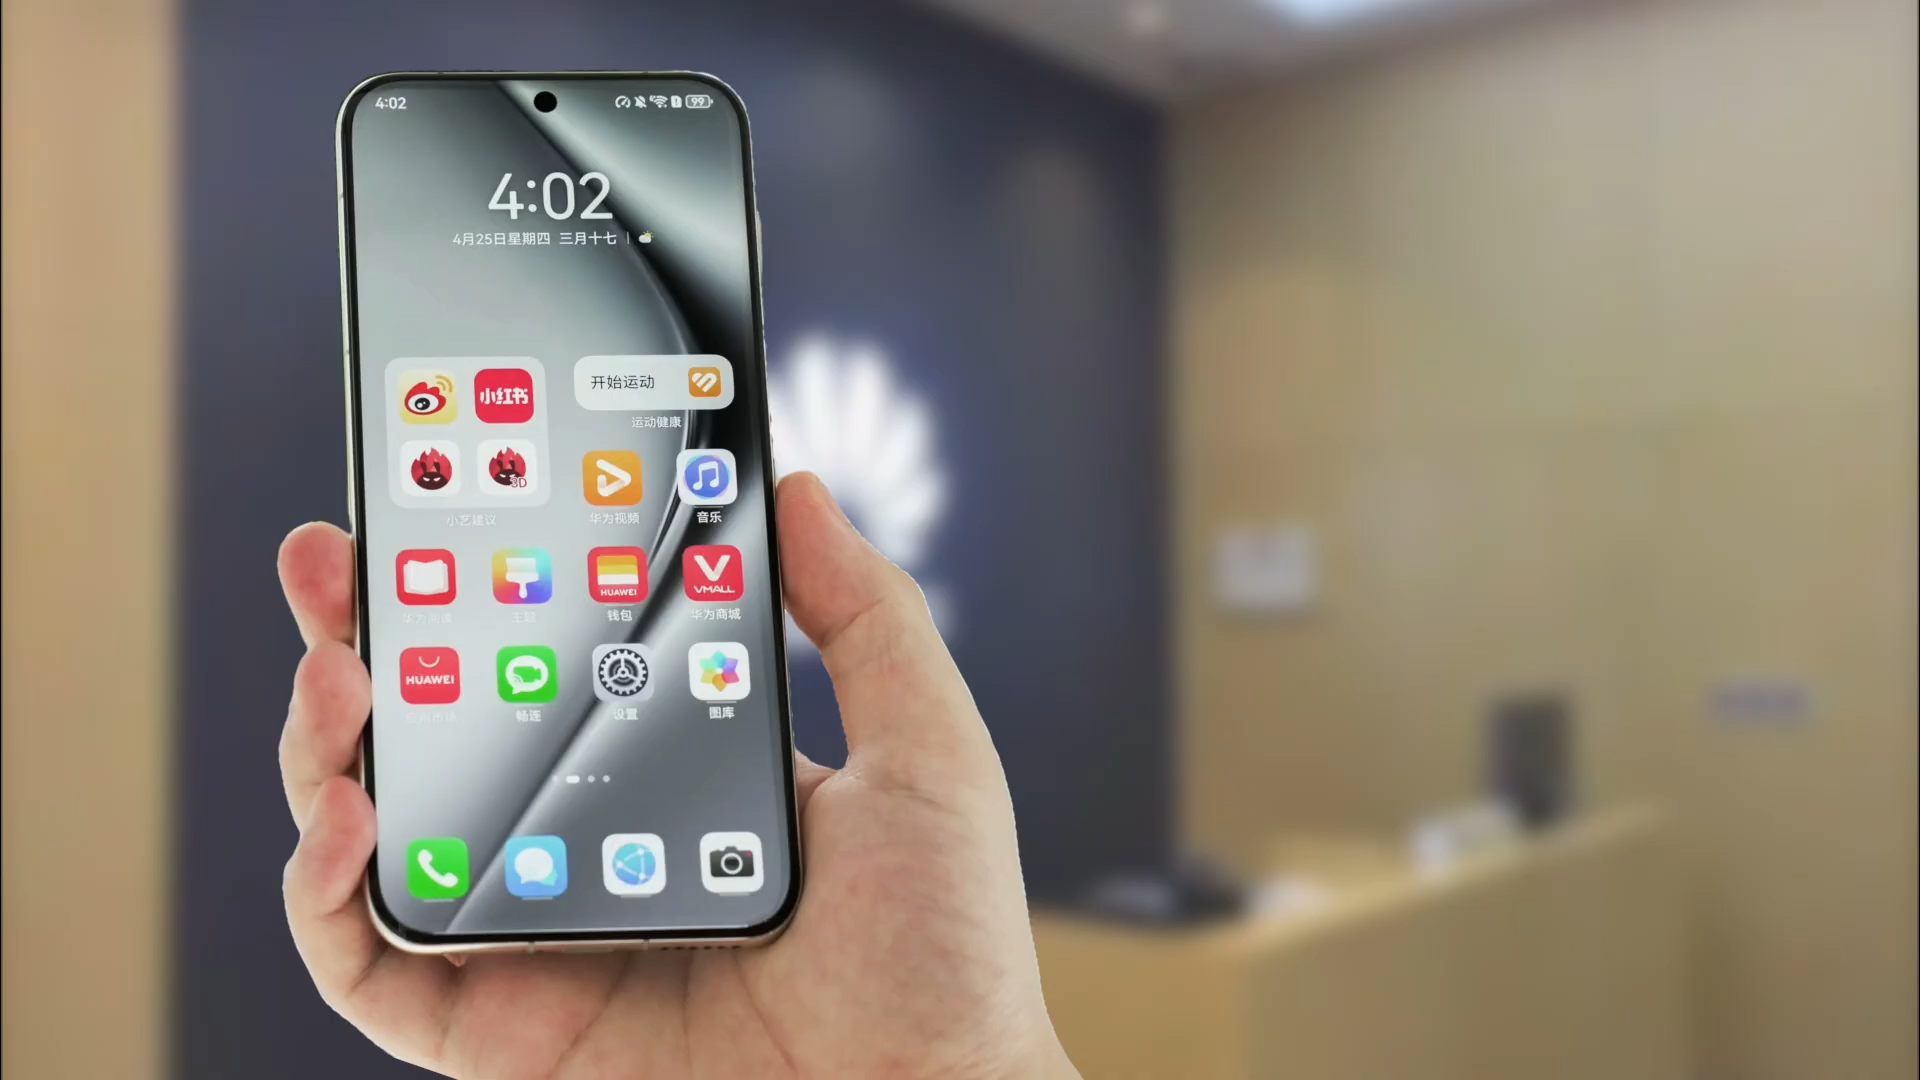 4:02
99
4:02
4月25日星期四 三月十七
小红书
开始运动
运动健康
3D
小艺建议
华为视频
音乐
HUAWEI
VMALL
华为阅读
主题
钱包
华为商城
HUAWEI
应用市场
畅连
设置
图库